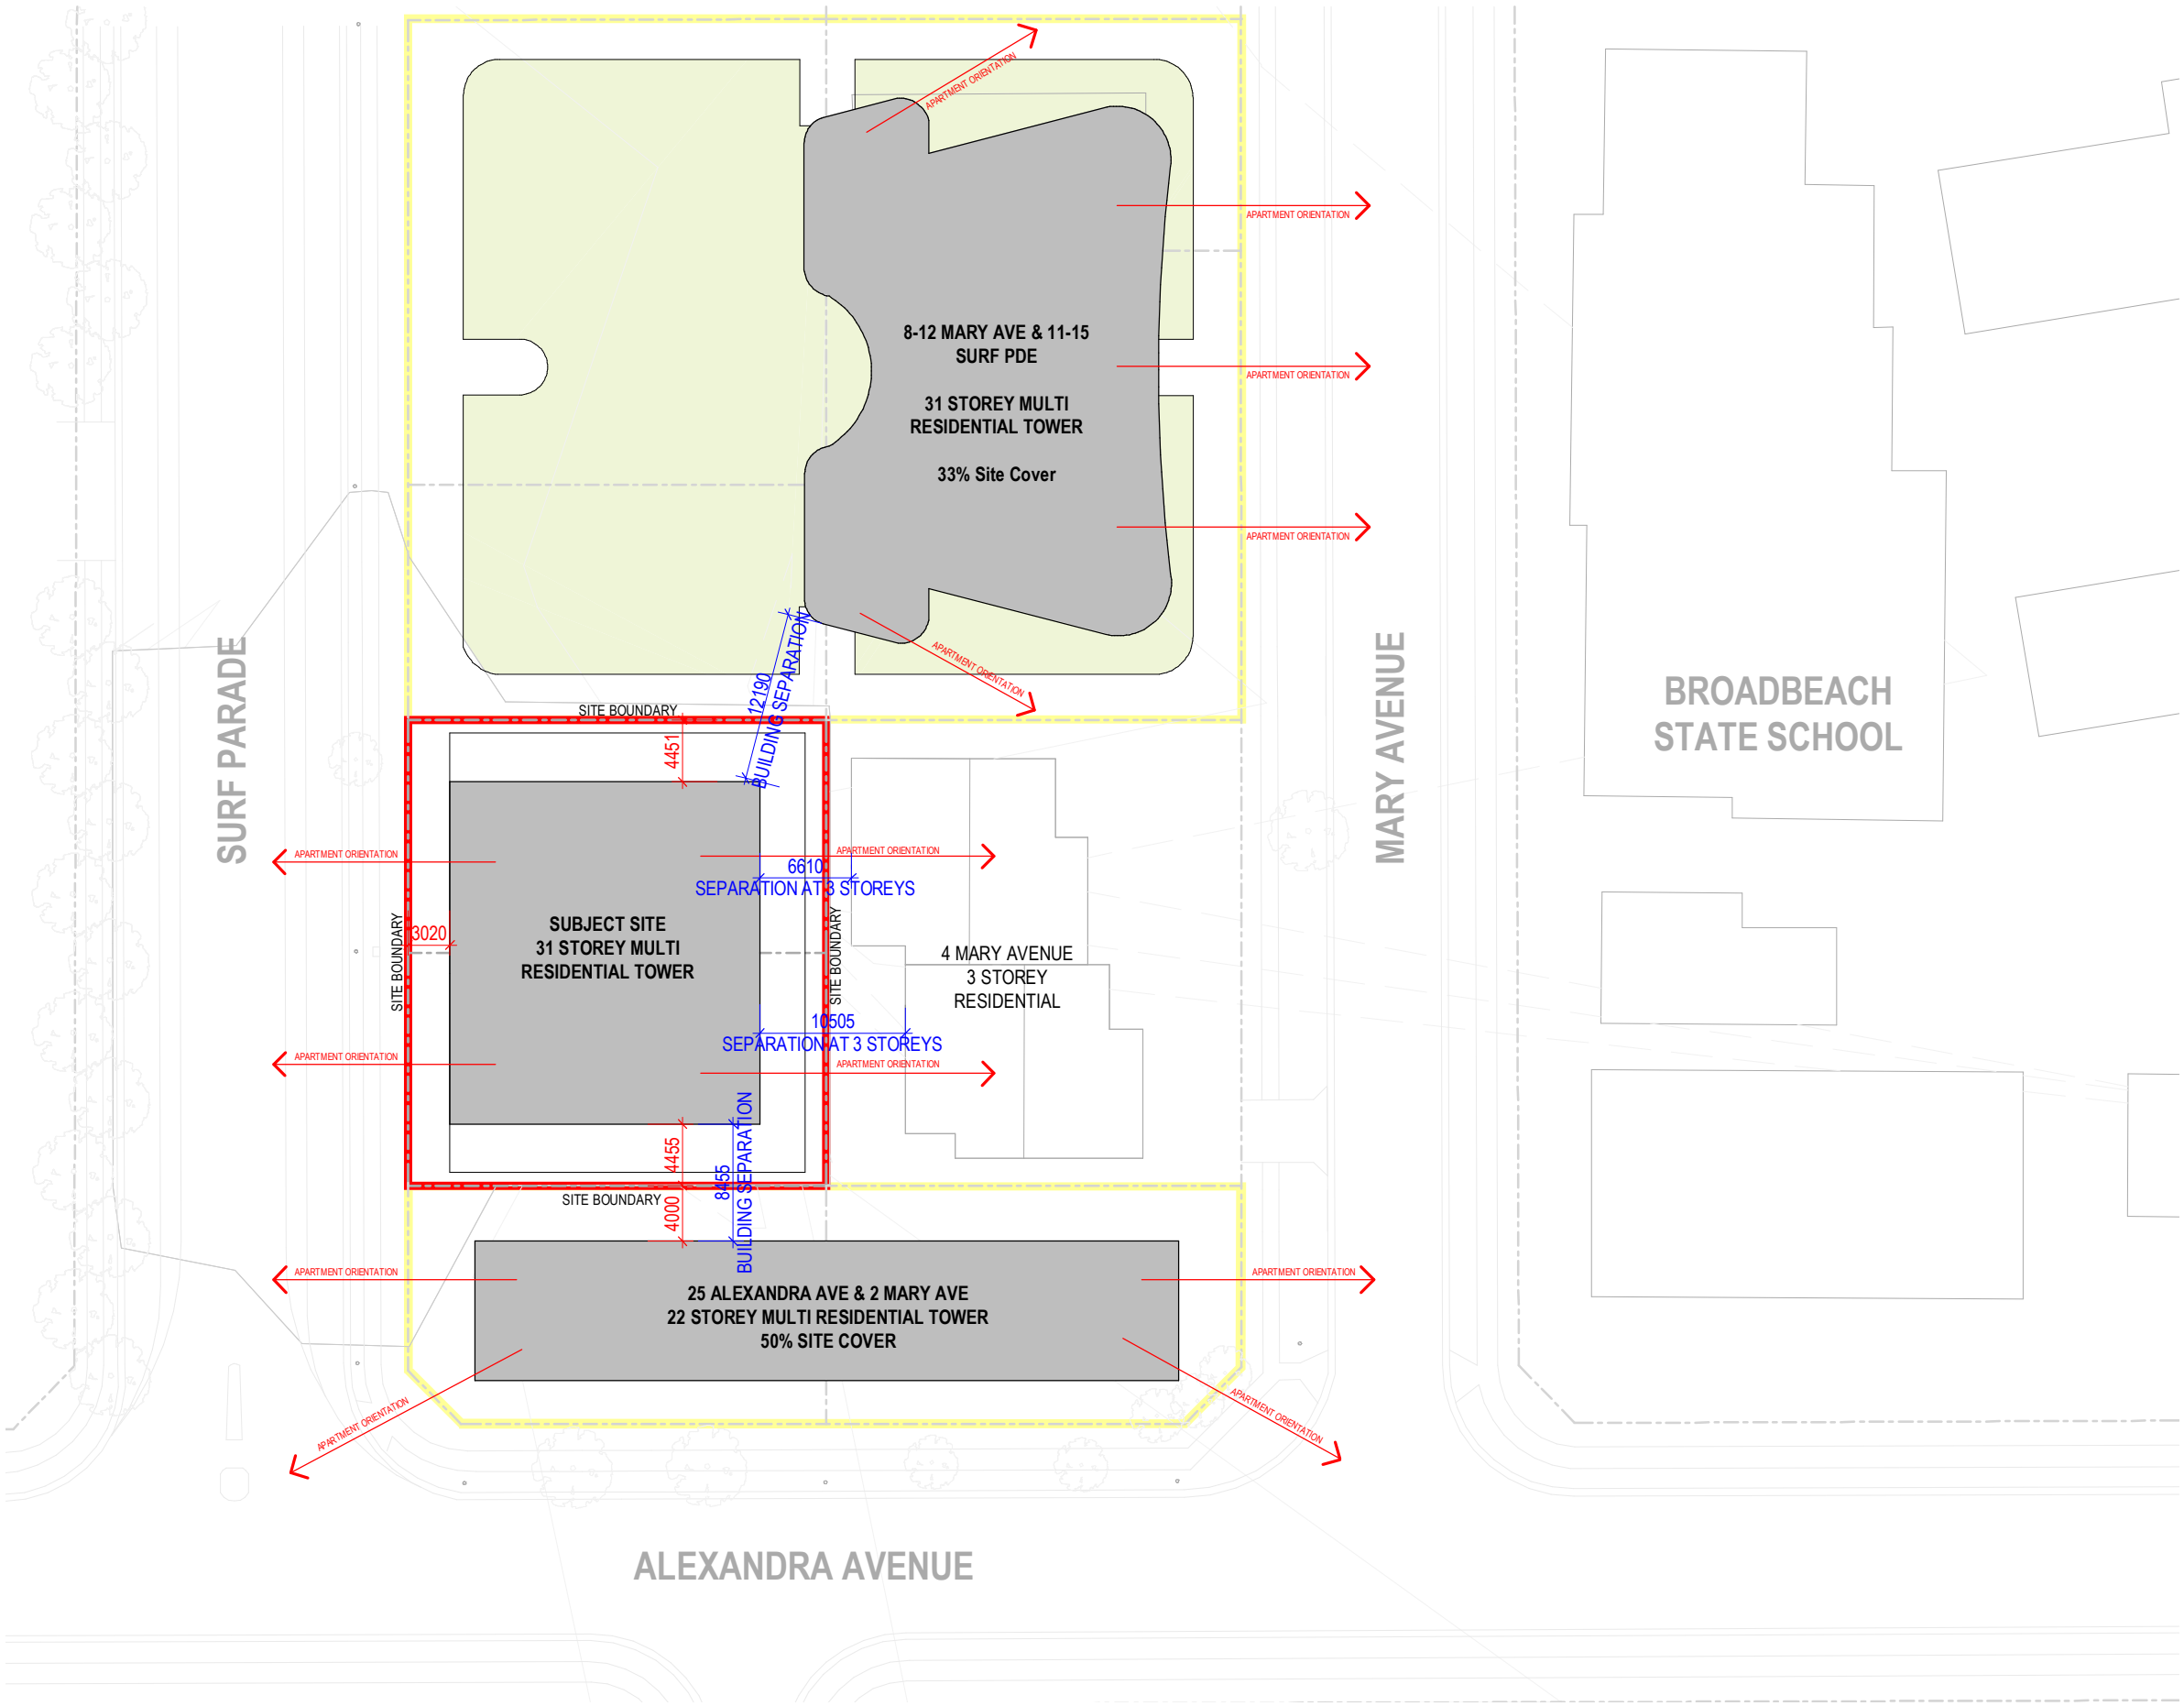 APARTMENT ORIENTATION
APARTMENT ORIENTATION
8-12 MARY AVE & 11-15
SURF PDE
31 STOREY MULTI
RESIDENTIAL TOWER
33% Site Cover
APARTMENT ORIENTATION
APARTMENT ORIENTATION
APARTMENT ORIENTATION
12190
BUILDING SEPARATION
SURF PARADE
MARY AVENUE
BROADBEACH
STATE SCHOOL
SITE BOUNDARY
4451
APARTMENT ORIENTATION
APARTMENT ORIENTATION
6610
SEPARATION AT 3 STOREYS
SITE BOUNDARY
3020
SUBJECT SITE
31 STOREY MULTI
RESIDENTIAL TOWER
SITE BOUNDARY
4 MARY AVENUE
3 STOREY
RESIDENTIAL
10505
SEPARATION AT 3 STOREYS
APARTMENT ORIENTATION
APARTMENT ORIENTATION
4455
8455
BUILDING SEPARATION
SITE BOUNDARY
4000
APARTMENT ORIENTATION
APARTMENT ORIENTATION
25 ALEXANDRA AVE & 2 MARY AVE
22 STOREY MULTI RESIDENTIAL TOWER
50% SITE COVER
APARTMENT ORIENTATION
APARTMENT ORIENTATION
ALEXANDRA AVENUE